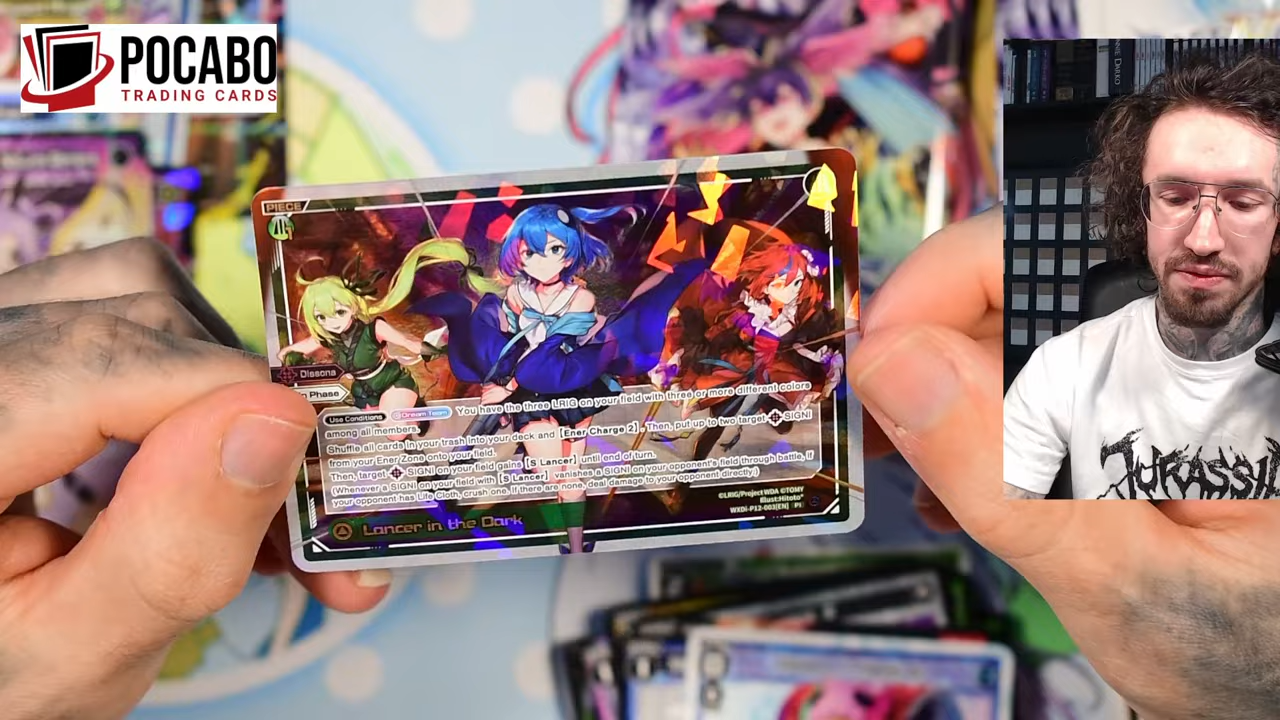 POCABO
TRADING CARDS
PIECE
Dissona
Phase
Use Conditions Dream Team You have the three LRIG on your field with three or more different colors
among all members.
Shuffle all cards in your trash into your deck and [Ener Charge 2]. Then, put up to two target SIGNI
from your Ener Zone onto your field.
Then, target SIGNI on your field gains [S Lancer] until end of turn.
(Whenever a SIGNI on your field with [S Lancer] vanishes a SIGNI on your opponent's field through battle, if
your opponent has Life Cloth, crush one, if there are none, deal damage to your opponent directly.)
©LRIG/Project WDA ©TOMY
Illust:Hitoto*
WXDi-P12-003[EN] PI
Lancer in the Dark
JURASSI